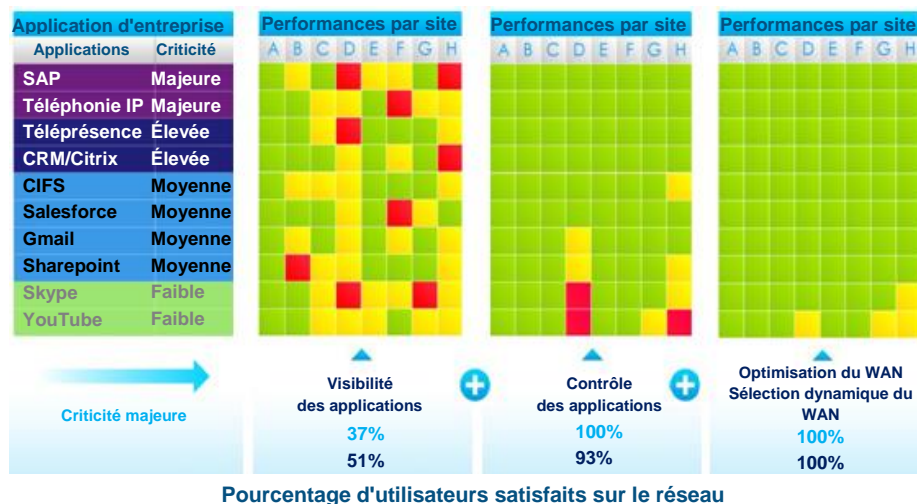 Application d'entreprise
Applications Criticité
SAP Majeure
Téléphonie IP Majeure
Téléprésence Élevée
CRM/Citrix Élevée
CIFS Moyenne
Salesforce Moyenne
Gmail Moyenne
Sharepoint Moyenne
Skype Faible
YouTube Faible
Criticité majeure
Performances par site
A B C D E F G H
Visibilité
des applications
37%
51%
Performances par site
A B C D E F G H
Contrôle
des applications
100%
93%
Performances par site
A B C D E F G H
Optimisation du WAN
Sélection dynamique du
WAN
100%
100%
Pourcentage d'utilisateurs satisfaits sur le réseau